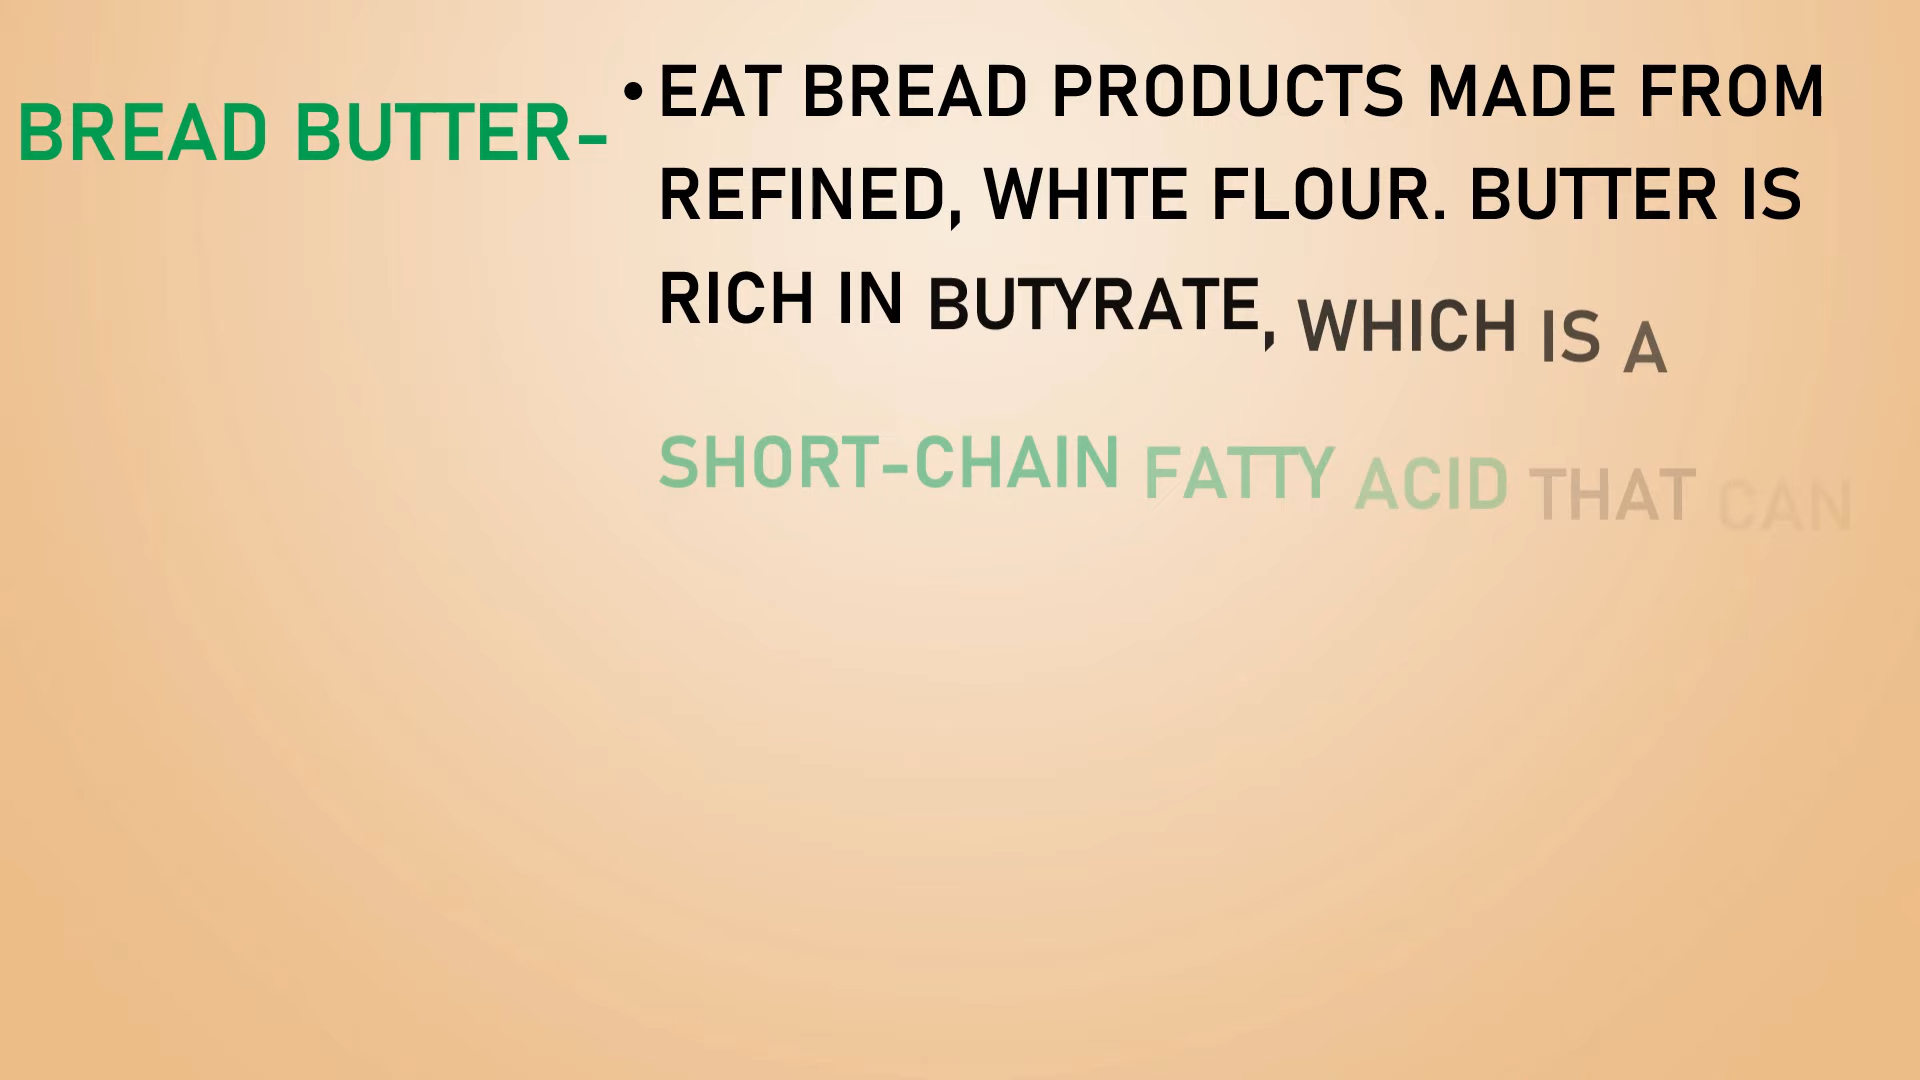 BREAD BUTTER-
• EAT BREAD PRODUCTS MADE FROM
REFINED, WHITE FLOUR. BUTTER IS
RICH IN BUTYRATE, WHICH IS A
SHORT-CHAIN FATTY ACID THAT CAN